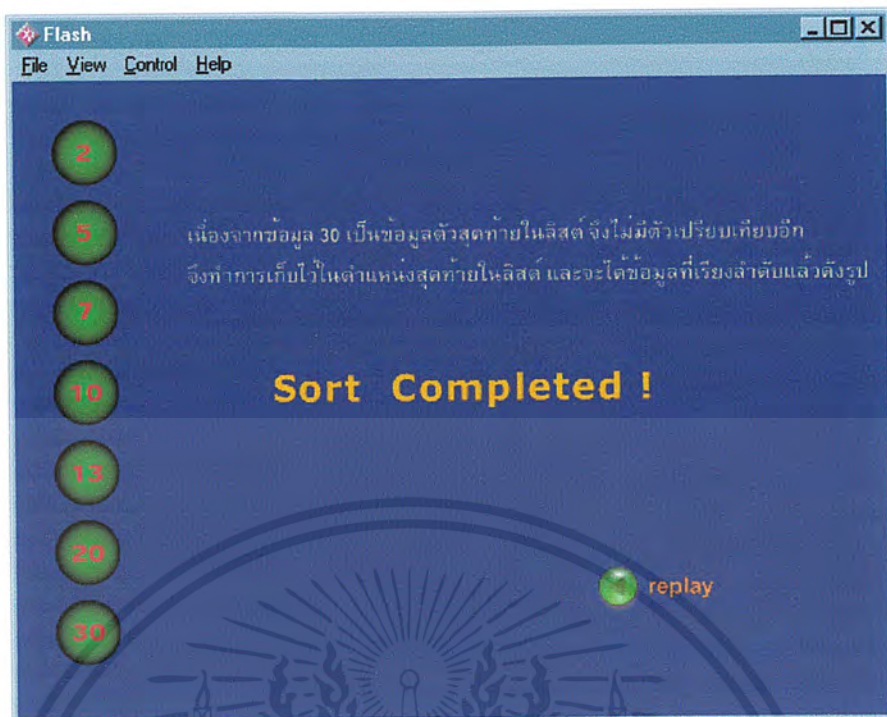 Flash
File View Control Help
2
5
เนื่องจากข้อมูล 30 เป็นข้อมูลตัวสุดท้ายในลิสต์ จึงไม่มีตัวเปรียบเทียบอีก
จึงทำการเก็บไว้ในตำแหน่งสุดท้ายในลิสต์ และจะได้ข้อมูลที่เรียงลำดับแล้วดังรูป
7
10
Sort Completed !
13
20
replay
30